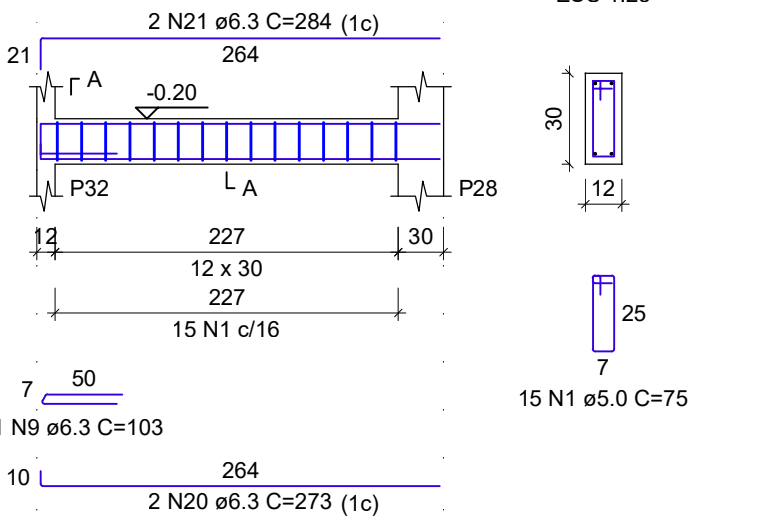 2 N21 ø6.3 C=284 (1c)
21
264
A
-0.20
30
A
P32
P28
12
12
227
30
12 x 30
227
15 N1 c/16
25
7
15 N1 ø5.0 C=75
7
50
N9 ø6.3 C=103
10
264
2 N20 ø6.3 C=273 (1c)